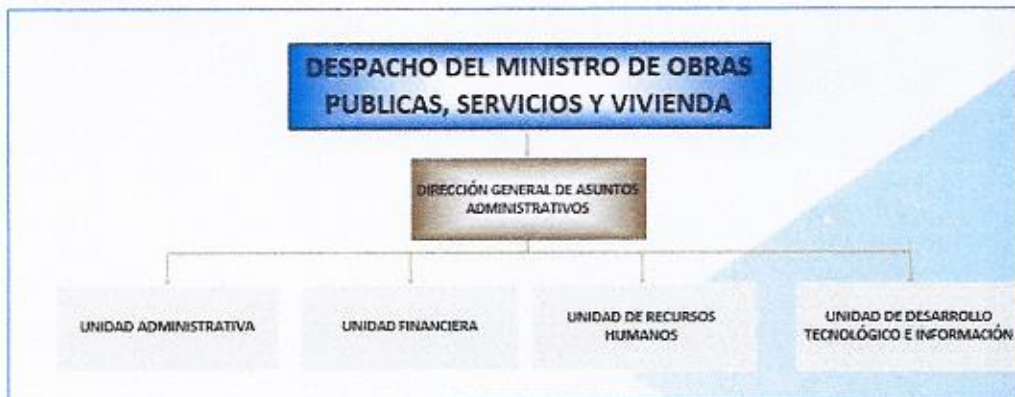 DESPACHO DEL MINISTRO DE OBRAS
PUBLICAS, SERVICIOS Y VIVIENDA
DIRECCIÓN GENERAL DE ASUNTOS
ADMINISTRATIVOS
UNIDAD ADMINISTRATIVA
UNIDAD FINANCIERA
UNIDAD DE RECURSOS
HUMANOS
UNIDAD DE DESARROLLO
TECNOLÓGICO E INFORMACIÓN